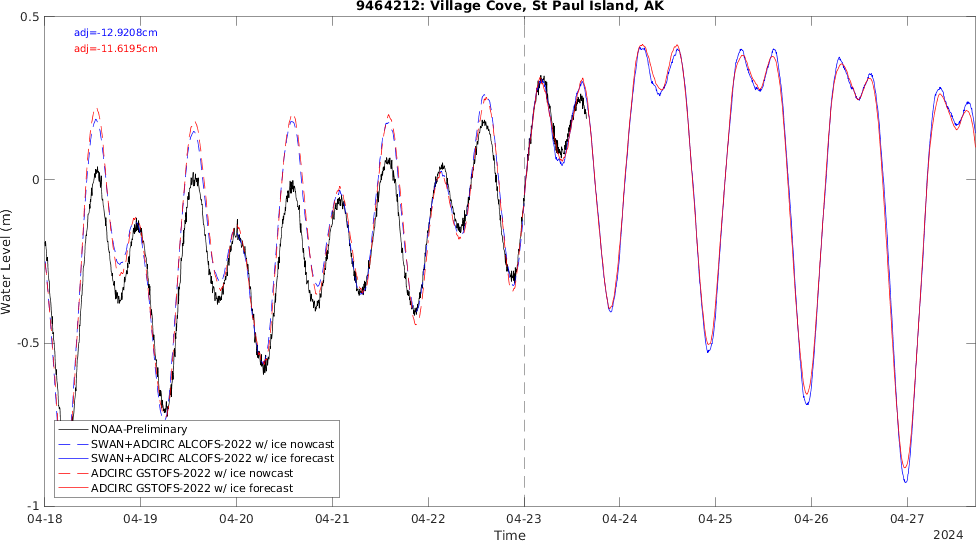 9464212: Village Cove, St Paul Island, AK
adj=-12.9208cm
adj=-11.6195cm
0.5
0
-0.5
-1
Water Level (m)
NOAA-Preliminary
SWAN+ADCIRC ALCOFS-2022 w/ ice nowcast
SWAN+ADCIRC ALCOFS-2022 w/ ice forecast
ADCIRC GSTOFS-2022 w/ ice nowcast
ADCIRC GSTOFS-2022 w/ ice forecast
04-18 04-19 04-20 04-21 04-22 04-23 04-24 04-25 04-26 04-27
Time
2024